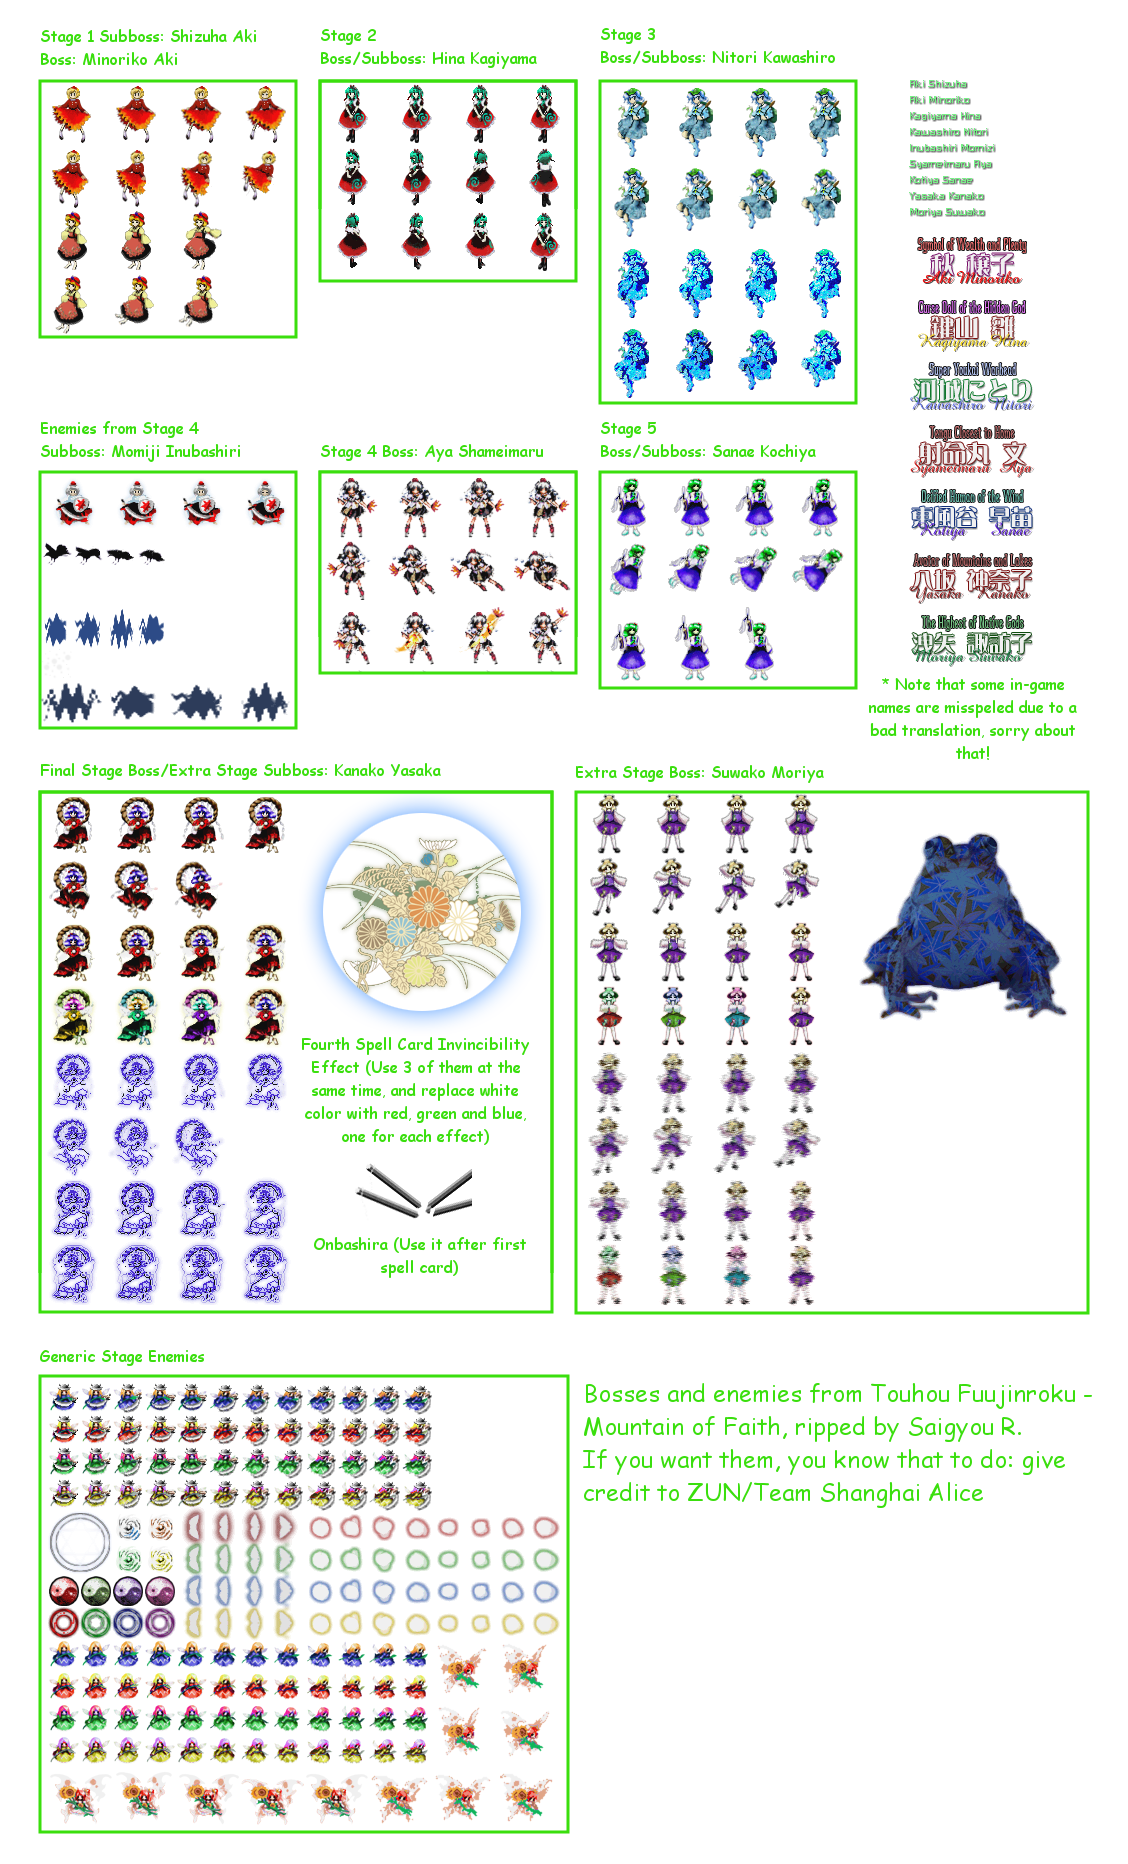 Stage 1 Subboss: Shizuha Aki
Boss: Minoriko Aki
Stage 2
Boss/Subboss: Hina Kagiyama
Stage 3
Boss/Subboss: Nitori Kawashiro
Aki Shizuha
Aki Minoriko
Kagiyama Hina
Kawashiro Nitori
Inubashiri Momizi
Syameimaru Aya
Kotiya Sanae
Yasaka Kanako
Moriya Suwako
Symbol of Wealth and Plenty
秋 穣子
Aki Minoriko
Curse Doll of the Hidden God
鍵山 雛
Kagiyama Hina
Super Youkai Warhead
河城にとり
Kawashiro Nitori
Tengu Closest to Home
射命丸 文
Syameimaru Aya
Deified Human of the Wind
東風谷 早苗
Kotiya Sanae
Avatar of Mountains and Lakes
八坂 神奈子
Yasaka Kanako
The Highest of Native Gods
洩矢 諏訪子
Moriya Suwako
* Note that some in-game
names are misspeled due to a
bad translation, sorry about
that!
Enemies from Stage 4
Subboss: Momiji Inubashiri
Stage 4 Boss: Aya Shameimaru
Stage 5
Boss/Subboss: Sanae Kochiya
Final Stage Boss/Extra Stage Subboss: Kanako Yasaka
Fourth Spell Card Invincibility
Effect (Use 3 of them at the
same time, and replace white
color with red, green and blue,
one for each effect)
Onbashira (Use it after first
spell card)
Extra Stage Boss: Suwako Moriya
Generic Stage Enemies
Bosses and enemies from Touhou Fuujinroku -
Mountain of Faith, ripped by Saigyou R.
If you want them, you know that to do: give
credit to ZUN/Team Shanghai Alice